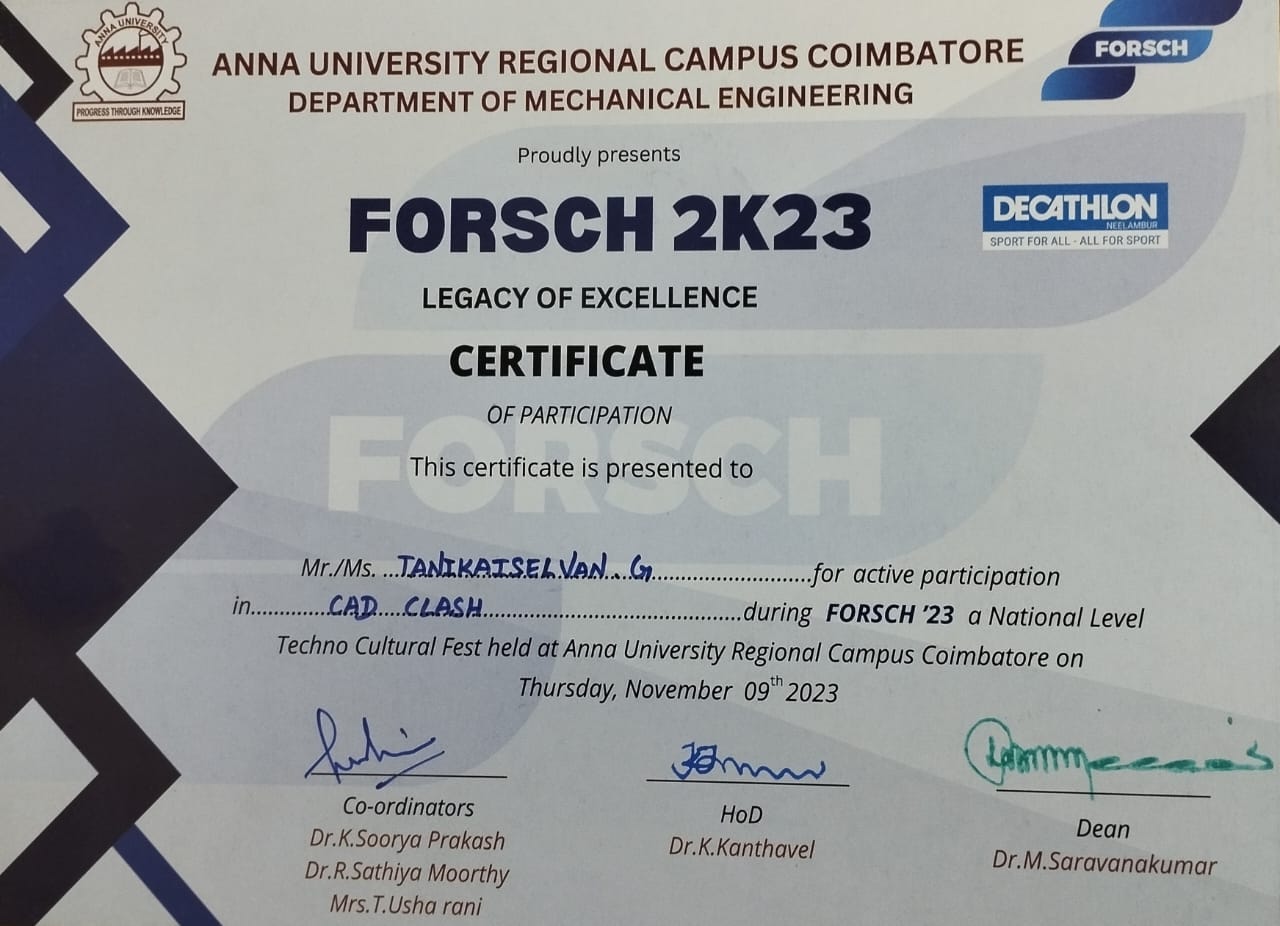 ANNA UNIVERSITY
PROGRESS THROUGH KNOWLEDGE
ANNA UNIVERSITY REGIONAL CAMPUS COIMBATORE
DEPARTMENT OF MECHANICAL ENGINEERING
FORSCH
Proudly presents
FORSCH 2K23
DECATHLON
NEELAMBUR
SPORT FOR ALL - ALL FOR SPORT
LEGACY OF EXCELLENCE
CERTIFICATE
OF PARTICIPATION
FORSCH
This certificate is presented to
Mr./Ms. ...TANIKAISELVAN. G.............................for active participation
in............CAD CLASH.......................................during FORSCH '23 a National Level
Techno Cultural Fest held at Anna University Regional Campus Coimbatore on
Thursday, November 09th 2023
Co-ordinators
Dr.K.Soorya Prakash
Dr.R.Sathiya Moorthy
Mrs.T.Usha rani
HoD
Dr.K.Kanthavel
Dean
Dr.M.Saravanakumar